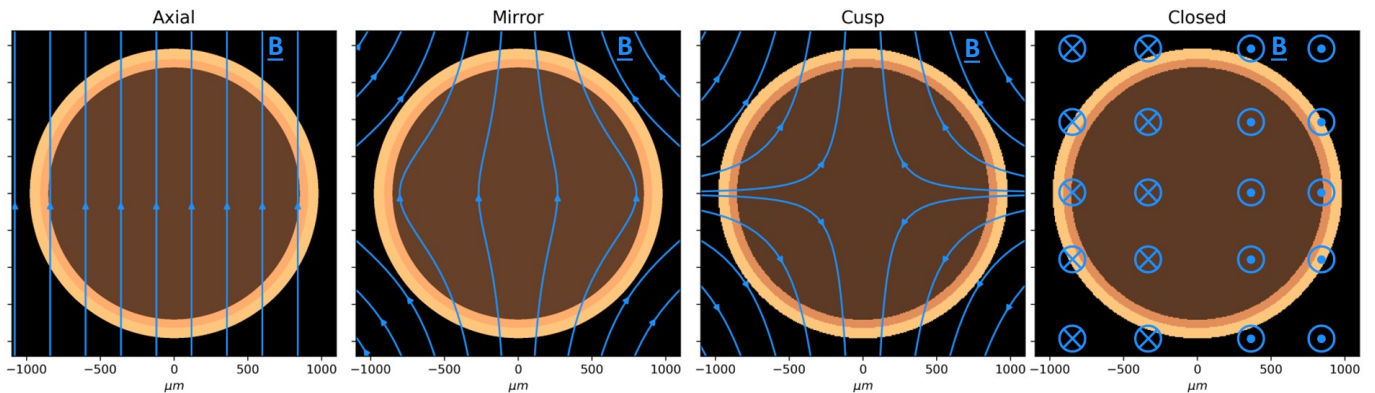 Axial Mirror Cusp Closed
B B B B
−1000 −500 0 500 1000 −1000 −500 0 500 1000 −1000 −500 0 500 1000 −1000 −500 0 500 1000
μm μm μm μm